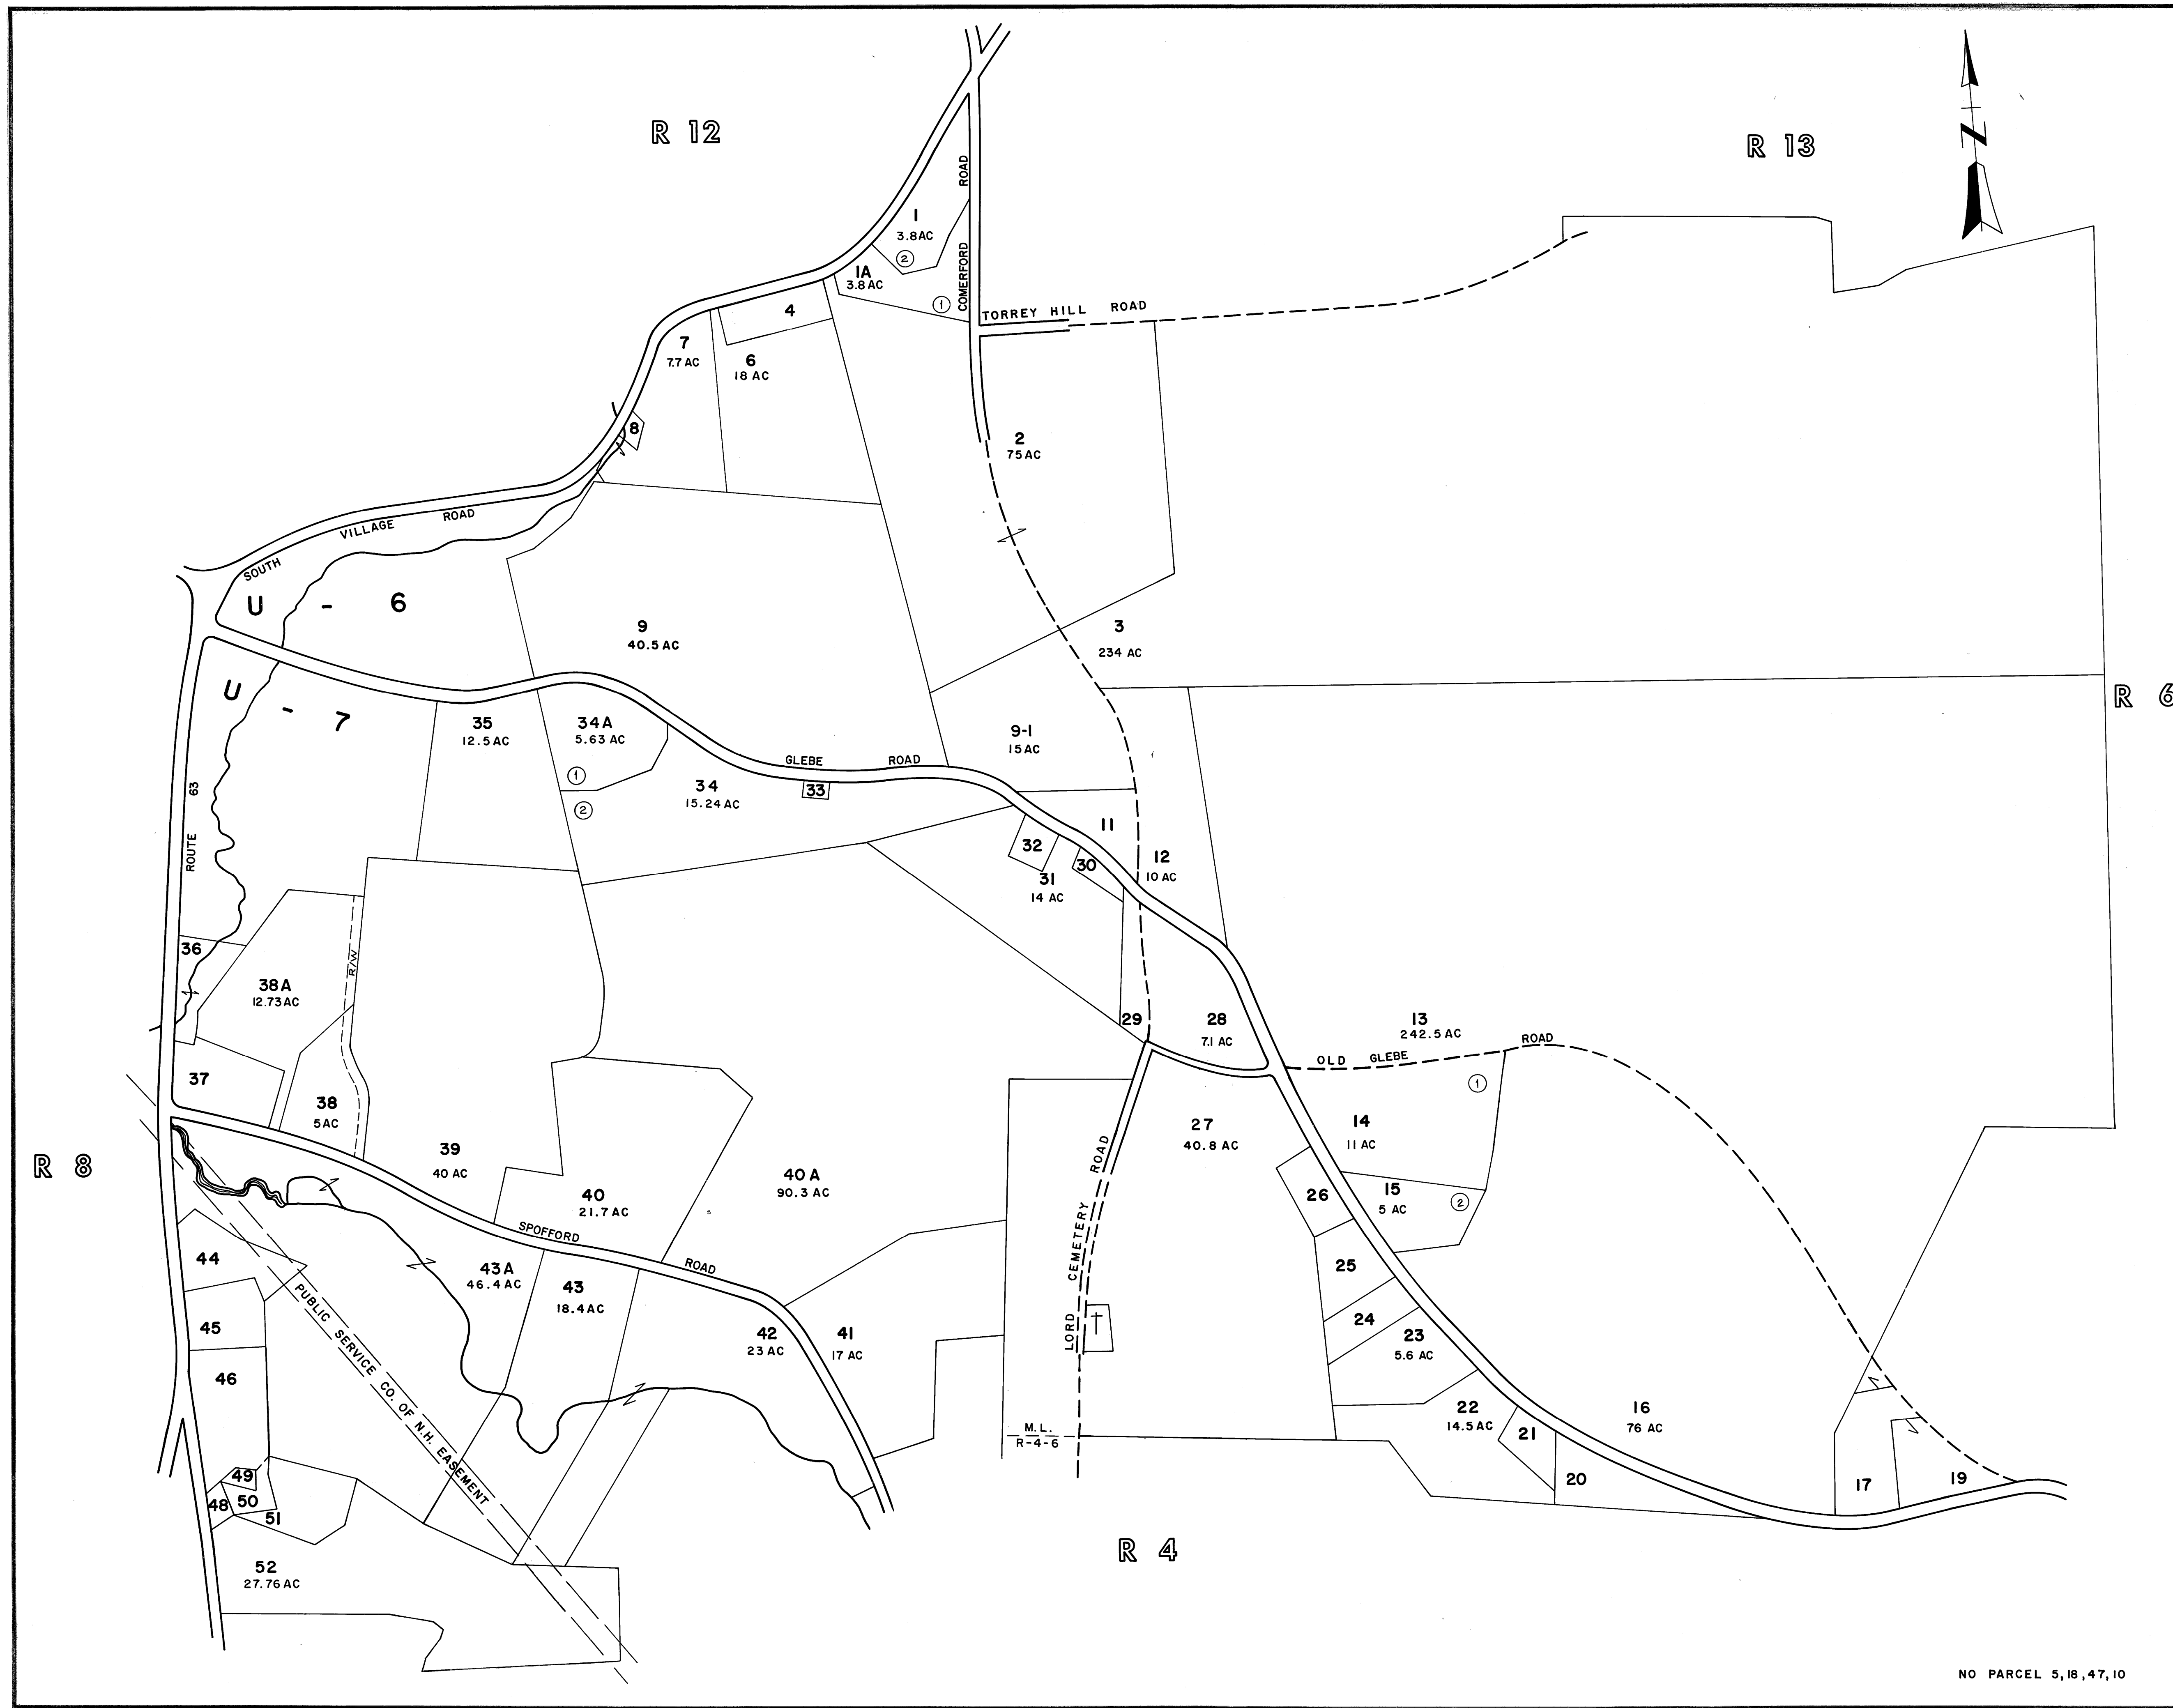 R 12
R 13
N
1
3.8 AC
2
COMERFORD ROAD
1A
3.8 AC
1
4
TORREY HILL ROAD
7
7.7 AC
6
18 AC
8
2
75 AC
SOUTH VILLAGE ROAD
U - 6
9
40.5 AC
3
234 AC
R 6
U - 7
35
12.5 AC
34A
5.63 AC
1
9-1
15 AC
GLEBE ROAD
34
15.24 AC
2
33
ROUTE 63
11
32
30
12
10 AC
31
14 AC
36
R/W
38A
12.73 AC
29
28
7.1 AC
13
242.5 AC
OLD GLEBE ROAD
1
37
38
5 AC
27
40.8 AC
14
11 AC
R 8
39
40 AC
40A
90.3 AC
40
21.7 AC
26
15
5 AC
2
LORD CEMETERY ROAD
SPOFFORD ROAD
44
43A
46.4 AC
43
18.4 AC
25
45
42
23 AC
41
17 AC
24
23
5.6 AC
PUBLIC SERVICE CO. OF N.H. EASEMENT
46
22
14.5 AC
21
16
76 AC
M.L.
R-4-6
49
48
50
51
20
17
19
R 4
52
27.76 AC
NO PARCEL 5,18,47,10